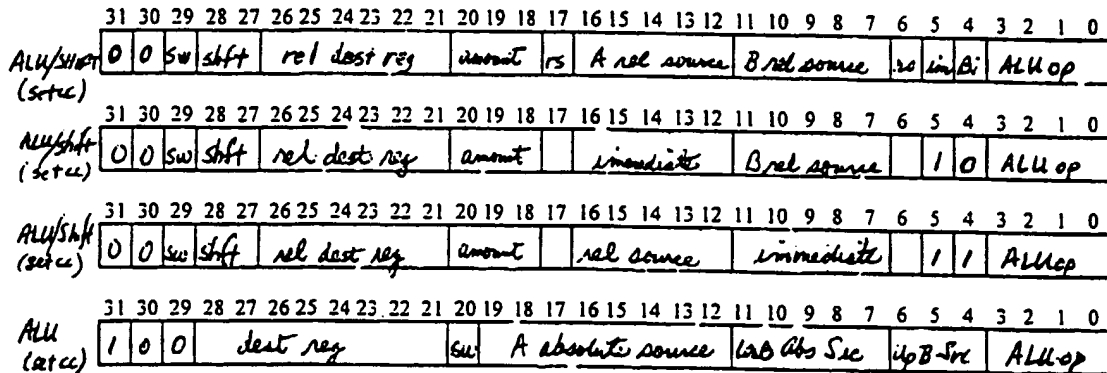 31 30 29 28 27 26 25 24 23 22 21 20 19 18 17 16 15 14 13 12 11 10 9 8 7 6 5 4 3 2 1 0
ALU/Shift 0 0 Sw shft rel dest reg amount rs A rel source B rel source im Bi ALU op
(setcc)
31 30 29 28 27 26 25 24 23 22 21 20 19 18 17 16 15 14 13 12 11 10 9 8 7 6 5 4 3 2 1 0
ALU/shft 0 0 sw shft rel dest reg amount immediate B rel source 1 0 ALU op
(setcc)
31 30 29 28 27 26 25 24 23 22 21 20 19 18 17 16 15 14 13 12 11 10 9 8 7 6 5 4 3 2 1 0
ALU/Shft 0 0 sw shft rel dest reg amount rel source immediate 1 1 ALU op
(setcc)
31 30 29 28 27 26 25 24 23 22 21 20 19 18 17 16 15 14 13 12 11 10 9 8 7 6 5 4 3 2 1 0
ALU 1 0 0 dest reg sw A absolute source B Abs Src B Src ALU op
(setcc)